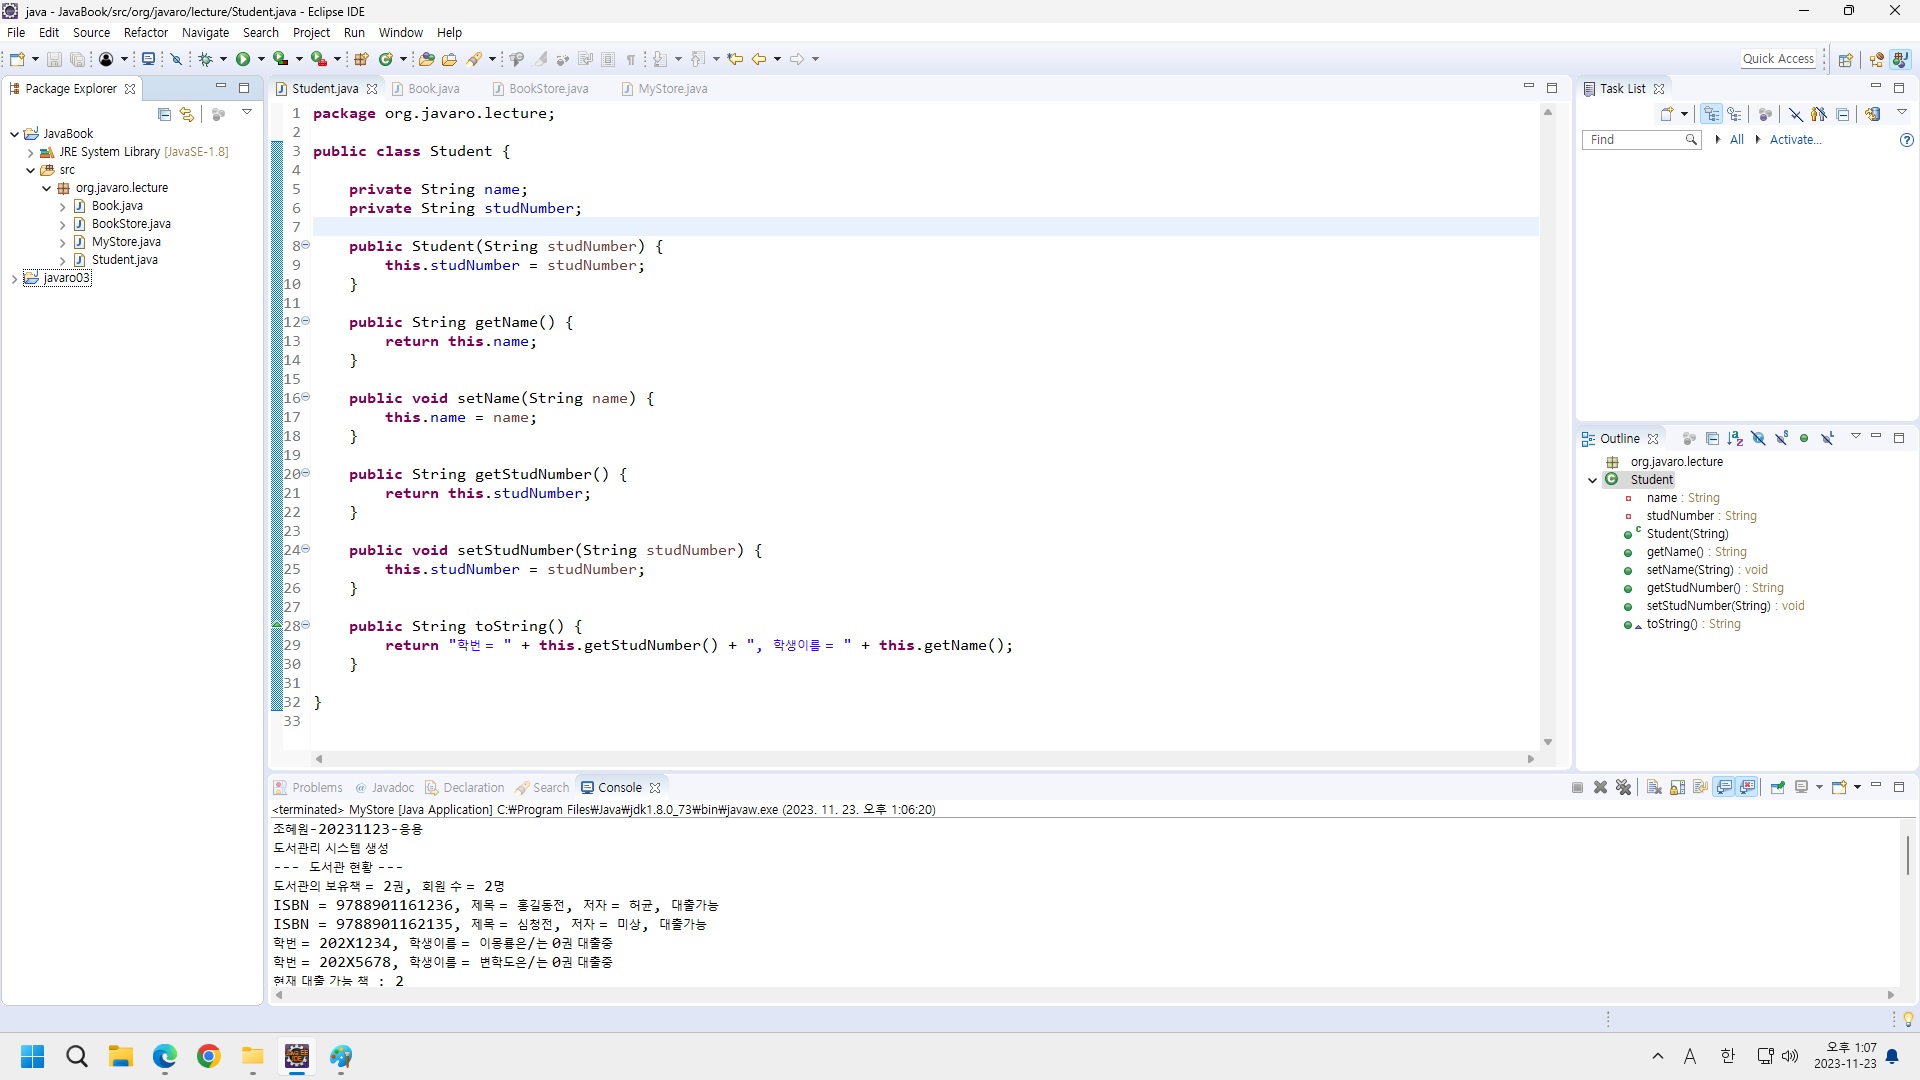 java - JavaBook/src/org/javaro/lecture/Student.java - Eclipse IDE
File Edit Source Refactor Navigate Search Project Run Window Help
Quick Access
Package Explorer
JavaBook
JRE System Library [JavaSE-1.8]
src
org.javaro.lecture
Book.java
BookStore.java
MyStore.java
Student.java
javaro03
Student.java Book.java BookStore.java MyStore.java
1 package org.javaro.lecture;
2
3 public class Student {
4
5 private String name;
6 private String studNumber;
7
8 public Student(String studNumber) {
9 this.studNumber = studNumber;
10 }
11
12 public String getName() {
13 return this.name;
14 }
15
16 public void setName(String name) {
17 this.name = name;
18 }
19
20 public String getStudNumber() {
21 return this.studNumber;
22 }
23
24 public void setStudNumber(String studNumber) {
25 this.studNumber = studNumber;
26 }
27
28 public String toString() {
29 return "학번 = " + this.getStudNumber() + ", 학생이름 = " + this.getName();
30 }
31
32 }
33
Task List
Find All Activate...
Outline
org.javaro.lecture
Student
name : String
studNumber : String
Student(String)
getName() : String
setName(String) : void
getStudNumber() : String
setStudNumber(String) : void
toString() : String
Problems Javadoc Declaration Search Console
<terminated> MyStore [Java Application] C:₩Program Files₩Java₩jdk1.8.0_73₩bin₩javaw.exe (2023. 11. 23. 오후 1:06:20)
조혜원-20231123-응용
도서관리 시스템 생성
--- 도서관 현황 ---
도서관의 보유책 = 2권, 회원 수 = 2명
ISBN = 9788901161236, 제목 = 홍길동전, 저자 = 허균, 대출가능
ISBN = 9788901162135, 제목 = 심청전, 저자 = 미상, 대출가능
학번 = 202X1234, 학생이름 = 이몽룡은/는 0권 대출중
학번 = 202X5678, 학생이름 = 변학도은/는 0권 대출중
현재 대출 가능 책 : 2
A 한
오후 1:07
2023-11-23